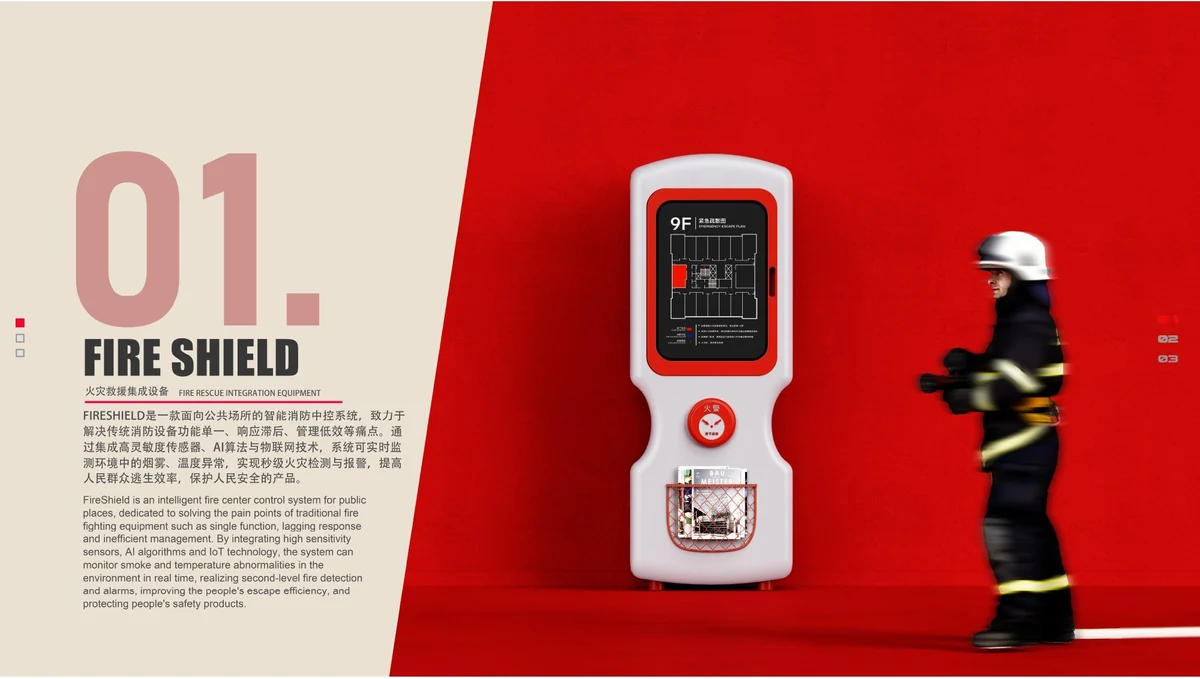 01.
FIRE SHIELD
火灾救援集成设备 FIRE RESCUE INTEGRATION EQUIPMENT
FIRESHIELD是一款面向公共场所的智能消防中控系统，致力于
解决传统消防设备功能单一、响应滞后、管理低效等痛点。通
过集成高灵敏度传感器、AI算法与物联网技术，系统可实时监
测环境中的烟雾、温度异常，实现秒级火灾检测与报警，提高
人民群众逃生效率，保护人民安全的产品。
FireShield is an intelligent fire center control system for public
places, dedicated to solving the pain points of traditional fire
fighting equipment such as single function, lagging response
and inefficient management. By integrating high sensitivity
sensors, AI algorithms and IoT technology, the system can
monitor smoke and temperature abnormalities in the
environment in real time, realizing second-level fire detection
and alarms, improving the people's escape efficiency, and
protecting people's safety products.
9F 紧急疏散图
EMERGENCY ESCAPE PLAN
火警
BAU
MEISTER
02
03